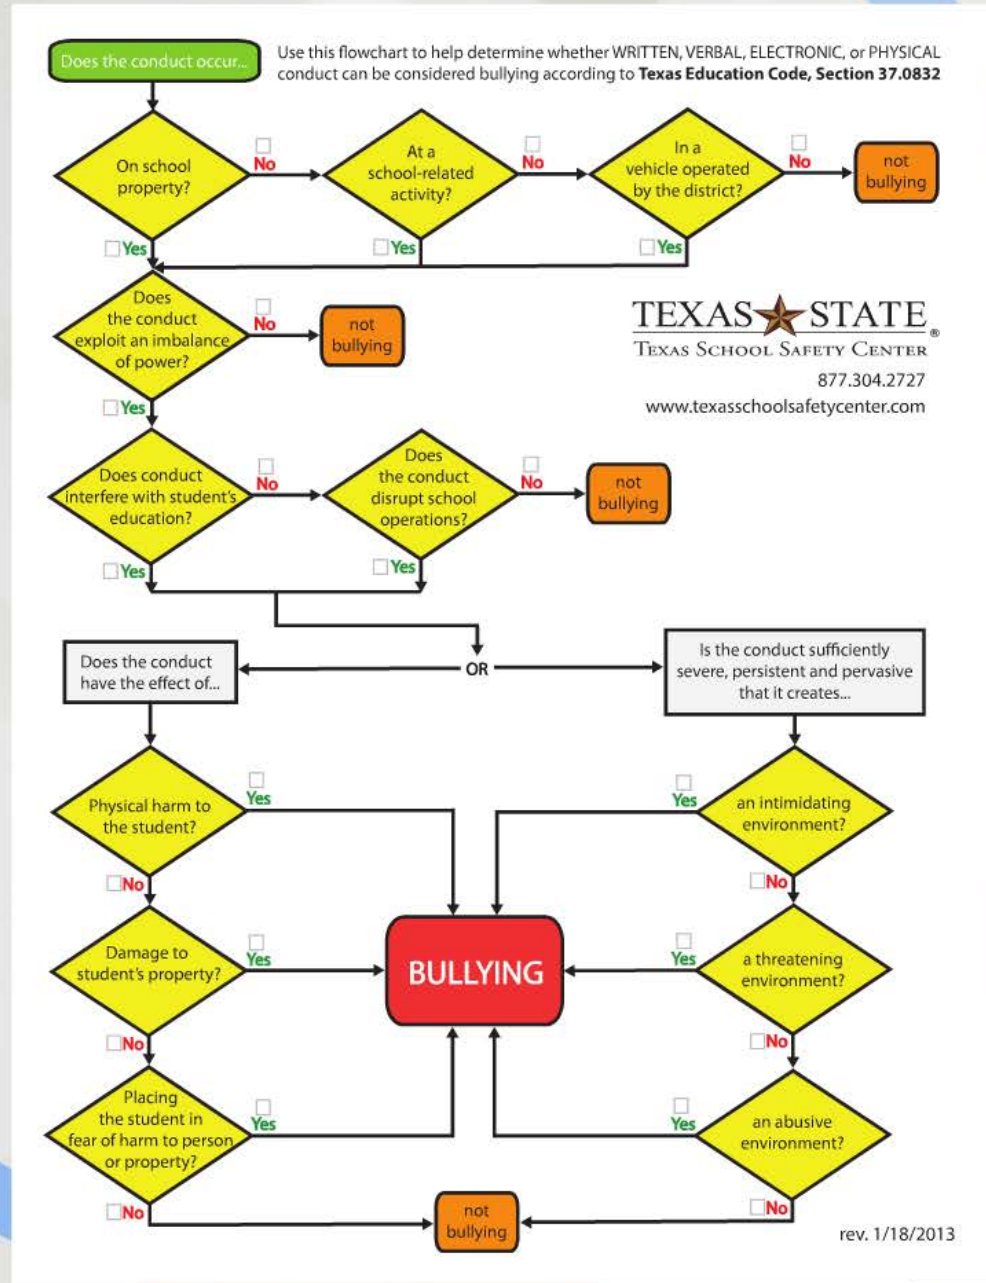 Does the conduct occur...
Use this flowchart to help determine whether WRITTEN, VERBAL, ELECTRONIC, or PHYSICAL
conduct can be considered bullying according to Texas Education Code, Section 37.0832
On school
property?
No
Yes
At a
school-related
activity?
No
Yes
In a
vehicle operated
by the district?
No
Yes
not
bullying
Does
the conduct
exploit an imbalance
of power?
No
Yes
not
bullying
TEXAS STATE®
TEXAS SCHOOL SAFETY CENTER
877.304.2727
www.texasschoolsafetycenter.com
Does conduct
interfere with student's
education?
No
Yes
Does
the conduct
disrupt school
operations?
No
Yes
not
bullying
OR
Does the conduct
have the effect of...
Is the conduct sufficiently
severe, persistent and pervasive
that it creates...
Physical harm to
the student?
Yes
No
Damage to
student's property?
Yes
No
Placing
the student in
fear of harm to person
or property?
Yes
No
BULLYING
an intimidating
environment?
Yes
No
a threatening
environment?
Yes
No
an abusive
environment?
Yes
No
not
bullying
rev. 1/18/2013